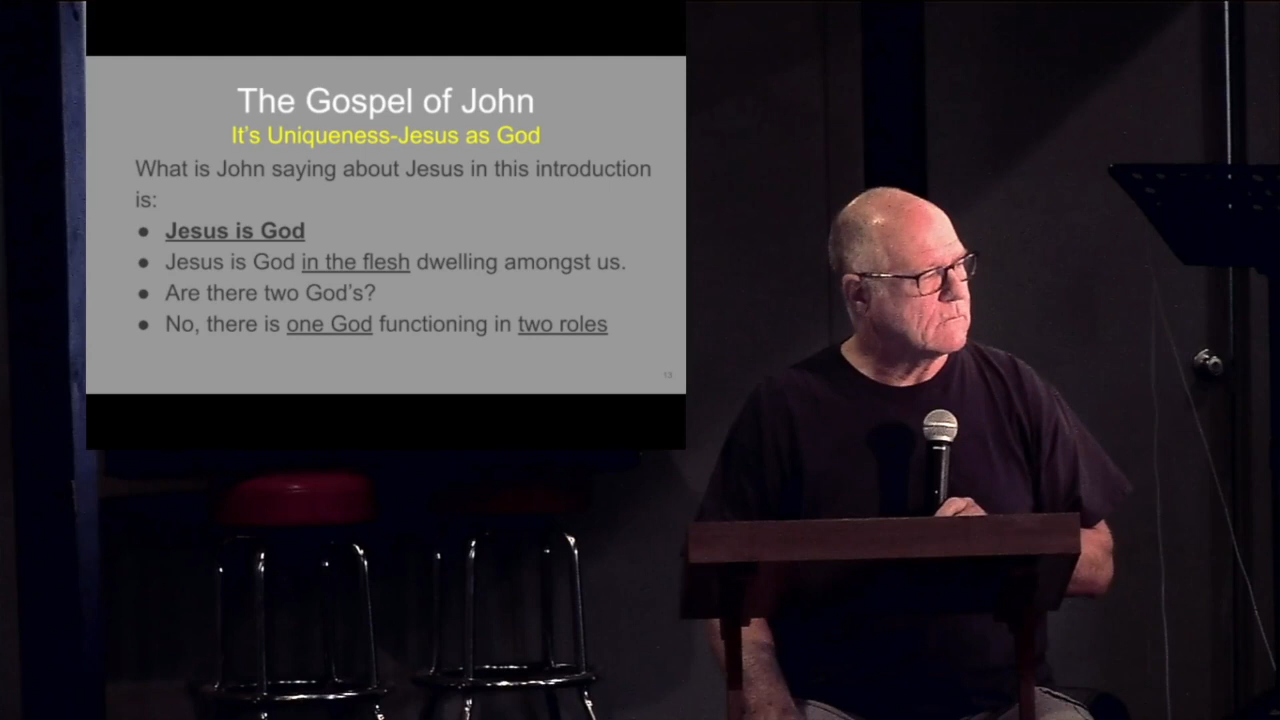 The Gospel of John
It's Uniqueness-Jesus as God
What is John saying about Jesus in this introduction
is:
● Jesus is God
● Jesus is God in the flesh dwelling amongst us.
● Are there two God's?
● No, there is one God functioning in two roles
13